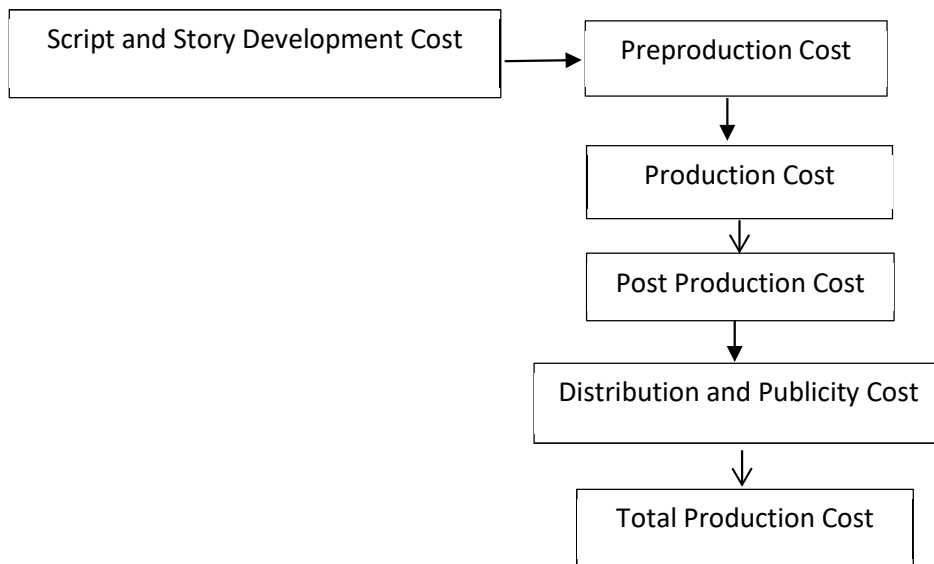 Script and Story Development Cost
Preproduction Cost
Production Cost
Post Production Cost
Distribution and Publicity Cost
Total Production Cost